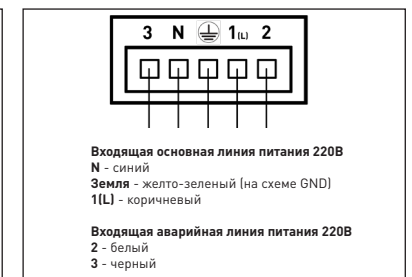 3 N 1(L) 2
Входящая основная линия питания 220В
N - синий
Земля - желто-зеленый (на схеме GND)
1(L) - коричневый
Входящая аварийная линия питания 220В
2 - белый
3 - черный